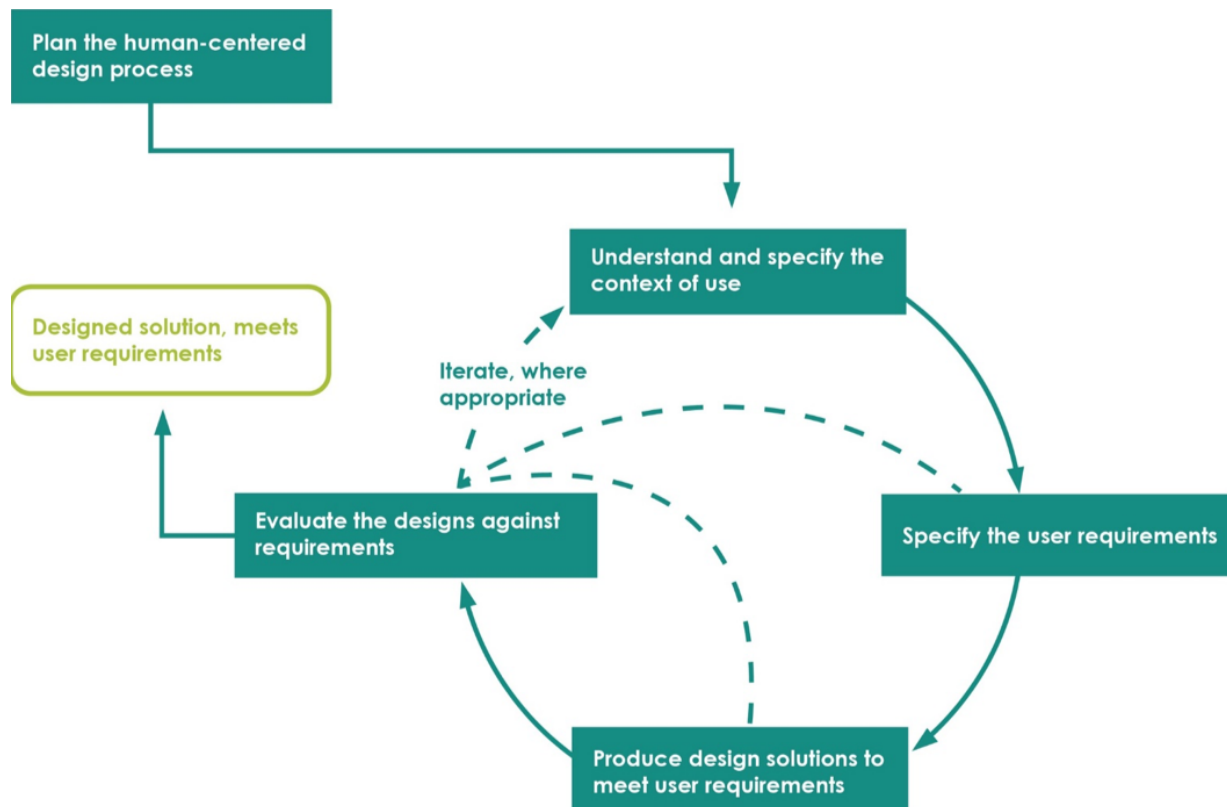 Plan the human-centered
design process
Understand and specify the
context of use
Designed solution, meets
user requirements
Iterate, where
appropriate
Evaluate the designs against
requirements
Specify the user requirements
Produce design solutions to
meet user requirements